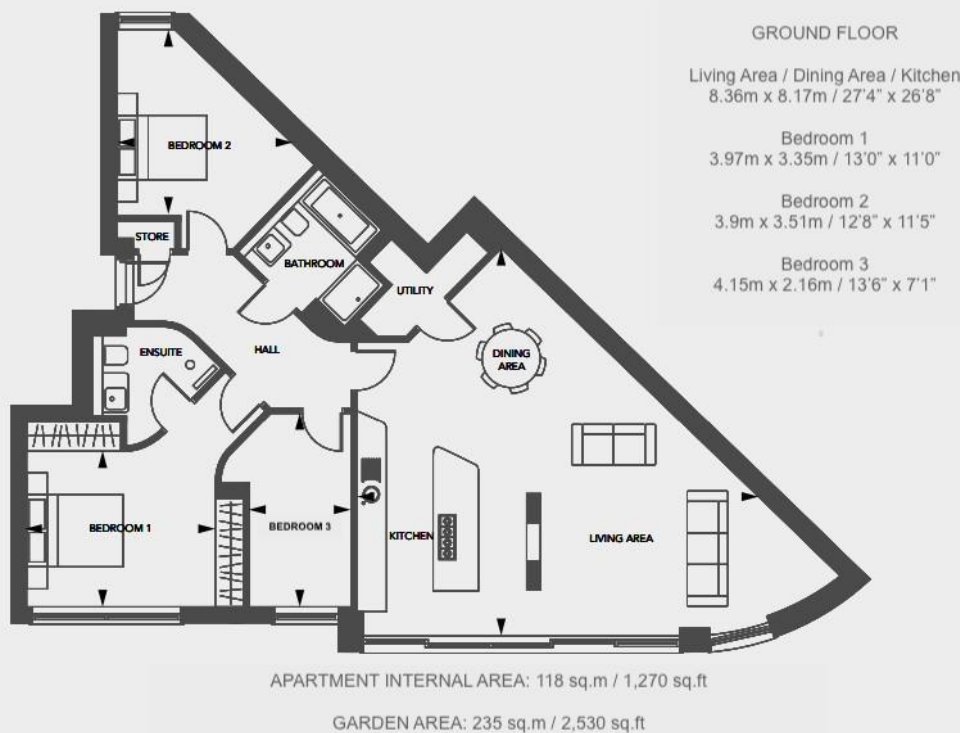 GROUND FLOOR
Living Area / Dining Area / Kitchen
8.36m x 8.17m / 27'4" x 26'8"
Bedroom 1
3.97m x 3.35m / 13'0" x 11'0"
Bedroom 2
3.9m x 3.51m / 12'8" x 11'5"
Bedroom 3
4.15m x 2.16m / 13'6" x 7'1"
BEDROOM 2
STORE
BATHROOM
UTILITY
ENSUITE
HALL
DINING
AREA
BEDROOM 1
BEDROOM 3
KITCHEN
LIVING AREA
APARTMENT INTERNAL AREA: 118 sq.m / 1,270 sq.ft
GARDEN AREA: 235 sq.m / 2,530 sq.ft